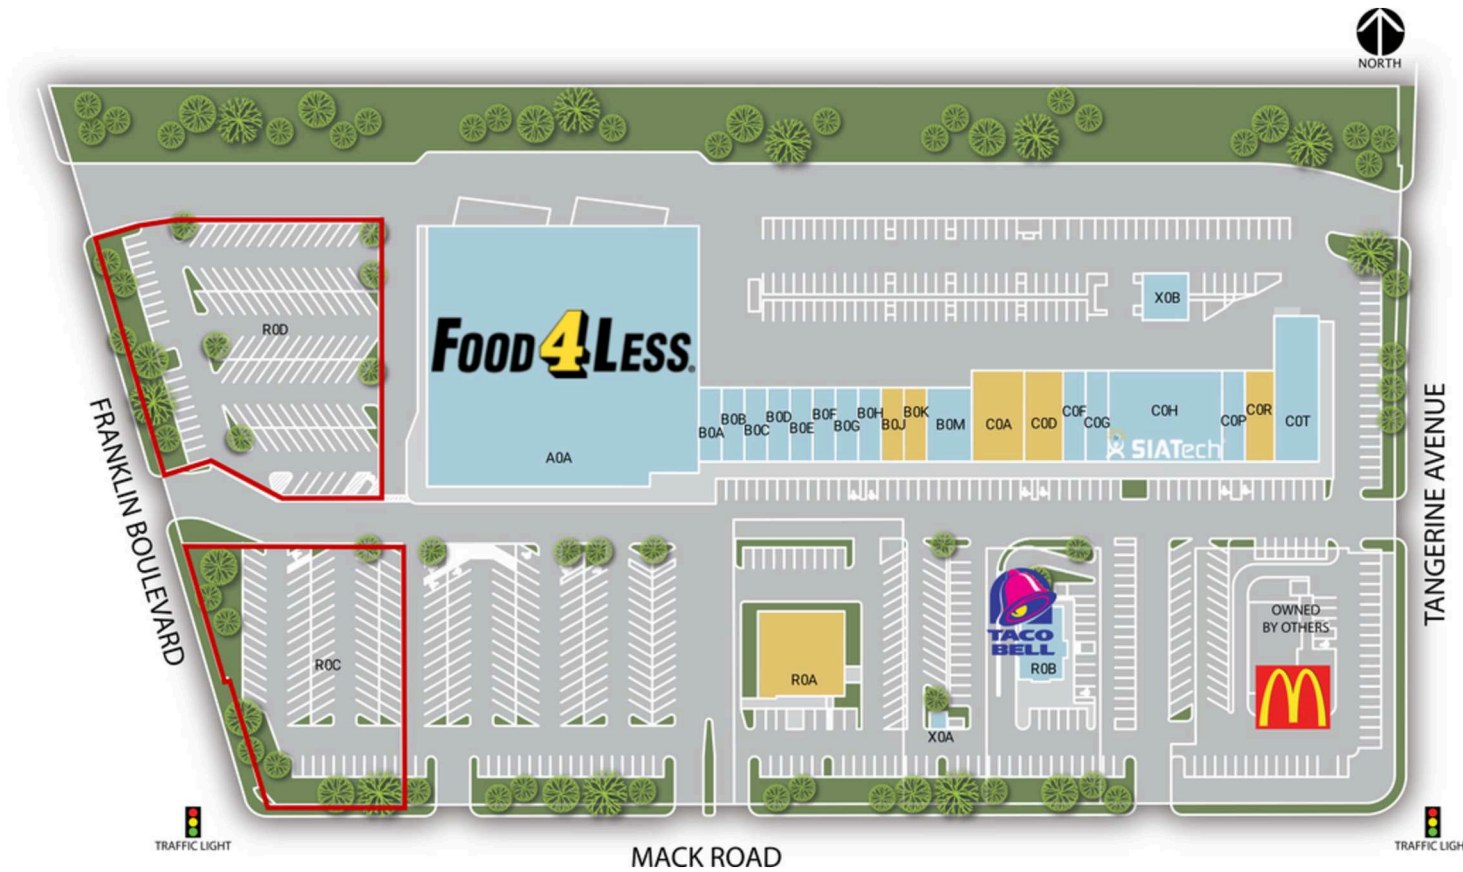 NORTH
R0D
X0B
FOOD 4 LESS®
A0A
B0A
B0B
B0C
B0D
B0E
B0F
B0G
B0H
B0J
B0K
B0M
C0A
C0D
C0F
C0G
C0H
SIATech
C0P
C0R
C0T
FRANKLIN BOULEVARD
TANGERINE AVENUE
R0C
R0A
X0A
TACO
BELL
R0B
OWNED
BY OTHERS
TRAFFIC LIGHT
MACK ROAD
TRAFFIC LIGH